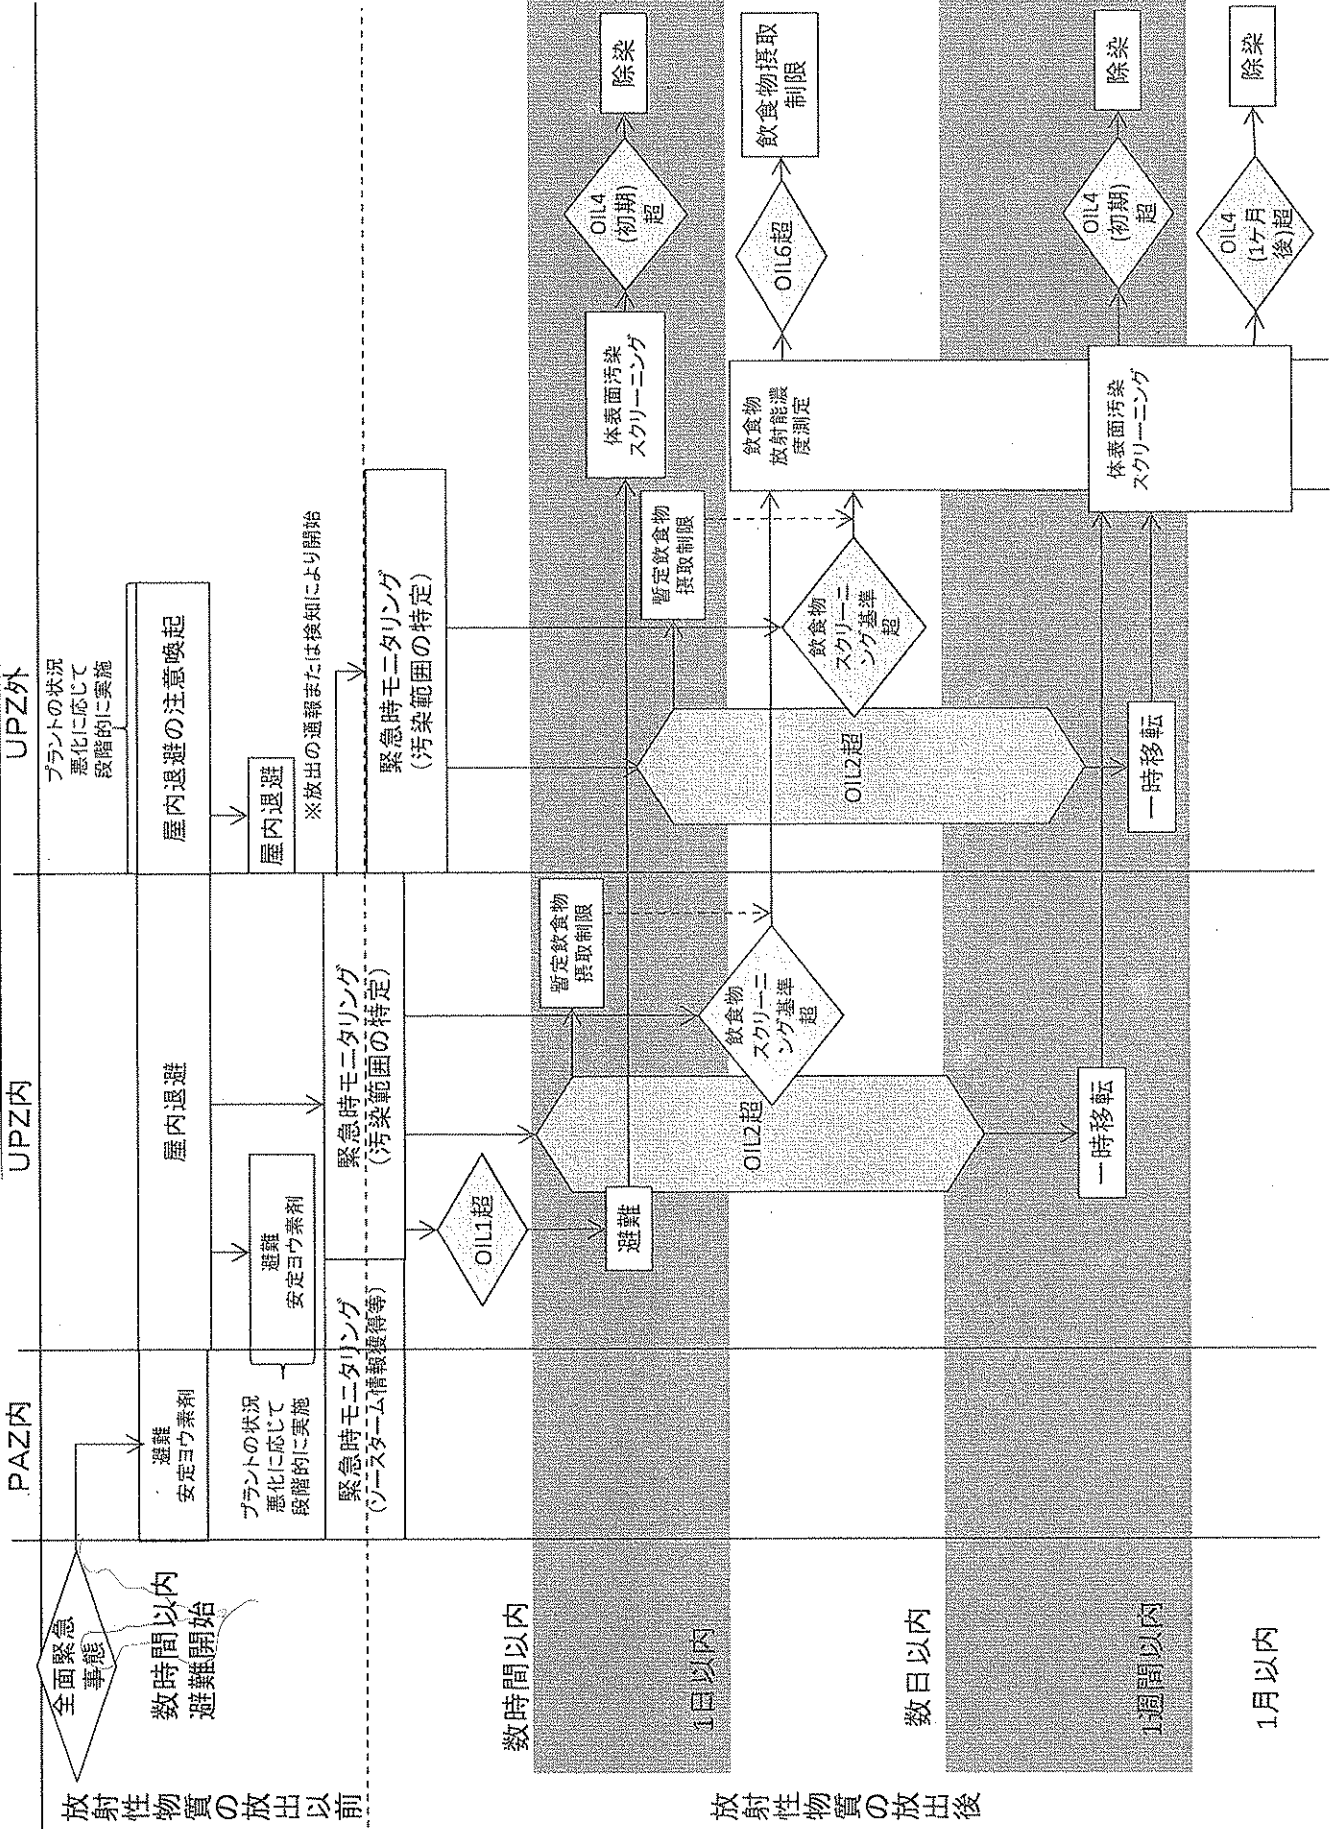 PAZ内
UPZ内
UPZ外
放射性物質の放出以前
全面緊急
事態
数時間以内
避難開始
避難
安定ヨウ素剤
屋内退避
屋内退避の注意喚起
プラントの状況
悪化に応じて
段階的に実施
プラントの状況
悪化に応じて
段階的に実施
避難
安定ヨウ素剤
屋内退避
※放出の通報または検知により開始
緊急時モニタリング
(ソースターム情報獲得等)
緊急時モニタリング
(汚染範囲の特定)
緊急時モニタリング
(汚染範囲の特定)
放射性物質の放出後
数時間以内
OIL1超
1日以内
避難
暫定飲食物
摂取制限
体表面汚染
スクリーニング
OIL4
(初期)
超
除染
暫定飲食物
摂取制限
数日以内
OIL2超
飲食物
スクリーニ
ング基準
超
OIL2超
飲食物
スクリーニ
ング基準
超
飲食物
放射能濃
度測定
OIL6超
飲食物摂取
制限
1週間以内
一時移転
一時移転
体表面汚染
スクリーニング
OIL4
(初期)
超
除染
1月以内
OIL4
(1ケ月
後)超
除染